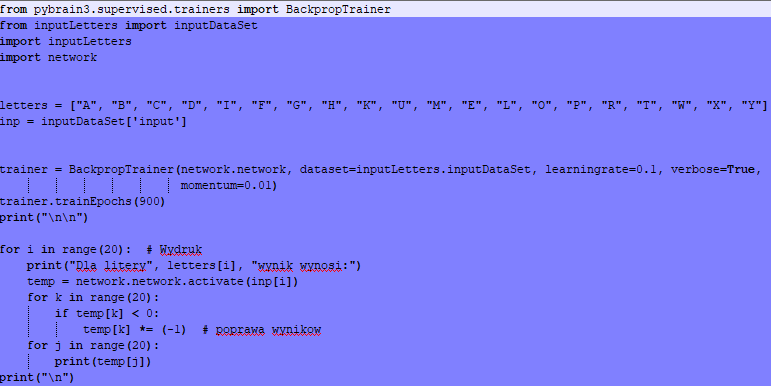 from pybrain3.supervised.trainers import BackpropTrainer
from inputLetters import inputDataSet
import inputLetters
import network
letters = ["A", "B", "C", "D", "I", "F", "G", "H", "K", "U", "M", "E", "L", "O", "P", "R", "T", "W", "X", "Y"]
inp = inputDataSet['input']
trainer = BackpropTrainer(network.network, dataset=inputLetters.inputDataSet, learningrate=0.1, verbose=True,
momentum=0.01)
trainer.trainEpochs(900)
print("\n\n")
for i in range(20):  # Wydruk
print("Dla litery", letters[i], "wynik wynosi:")
temp = network.network.activate(inp[i])
for k in range(20):
if temp[k] < 0:
temp[k] *= (-1)  # poprawa wynikow
for j in range(20):
print(temp[j])
print("\n")